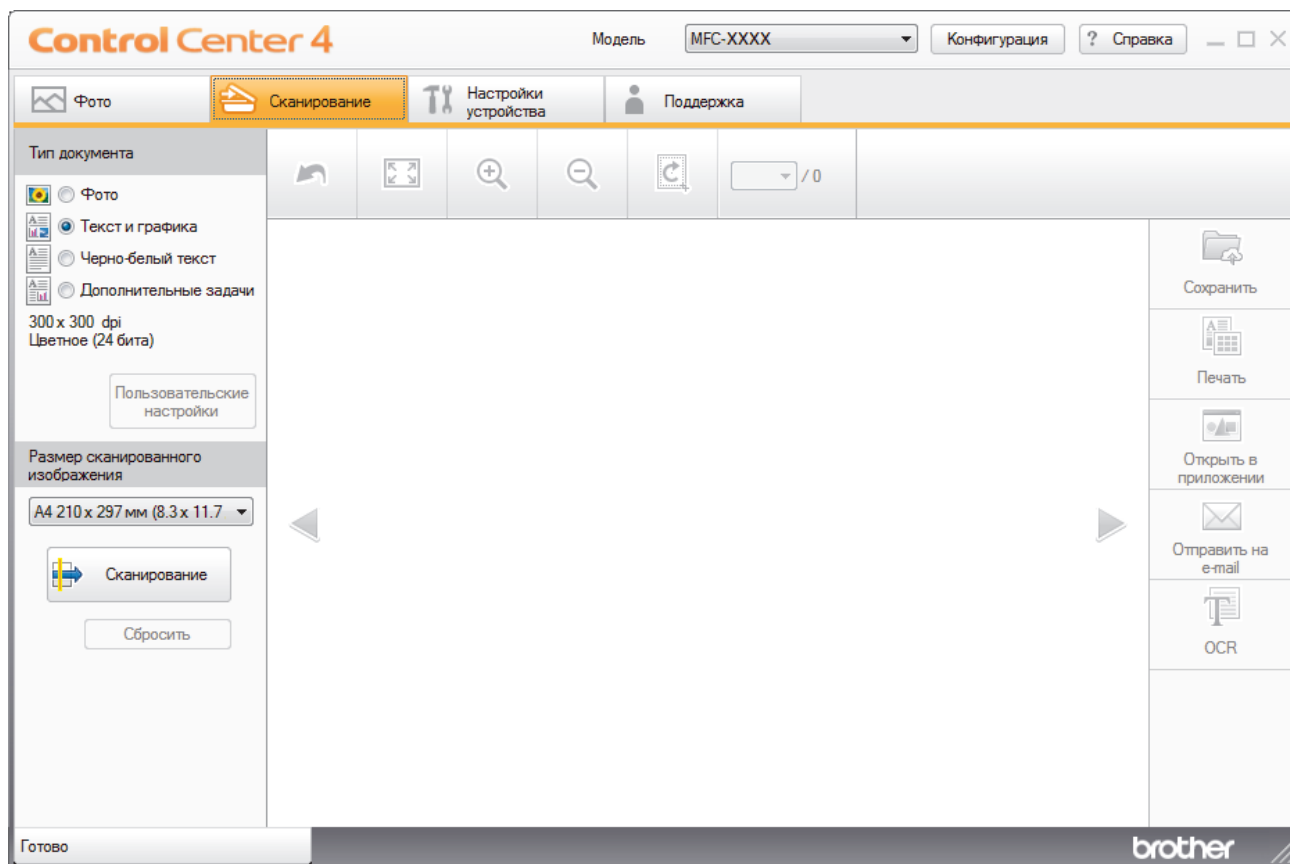 Control Center 4
Модель
MFC-XXXX
Конфигурация
? Справка
Фото
Сканирование
Настройки
устройства
Поддержка
Тип документа
Фото
Текст и графика
Черно-белый текст
Дополнительные задачи
300 x 300 dpi
Цветное (24 бита)
Пользовательские
настройки
Размер сканированного
изображения
A4 210 x 297 мм (8.3 x 11.7
Сканирование
Сбросить
/ 0
Сохранить
Печать
Открыть в
приложении
Отправить на
e-mail
OCR
Готово
brother